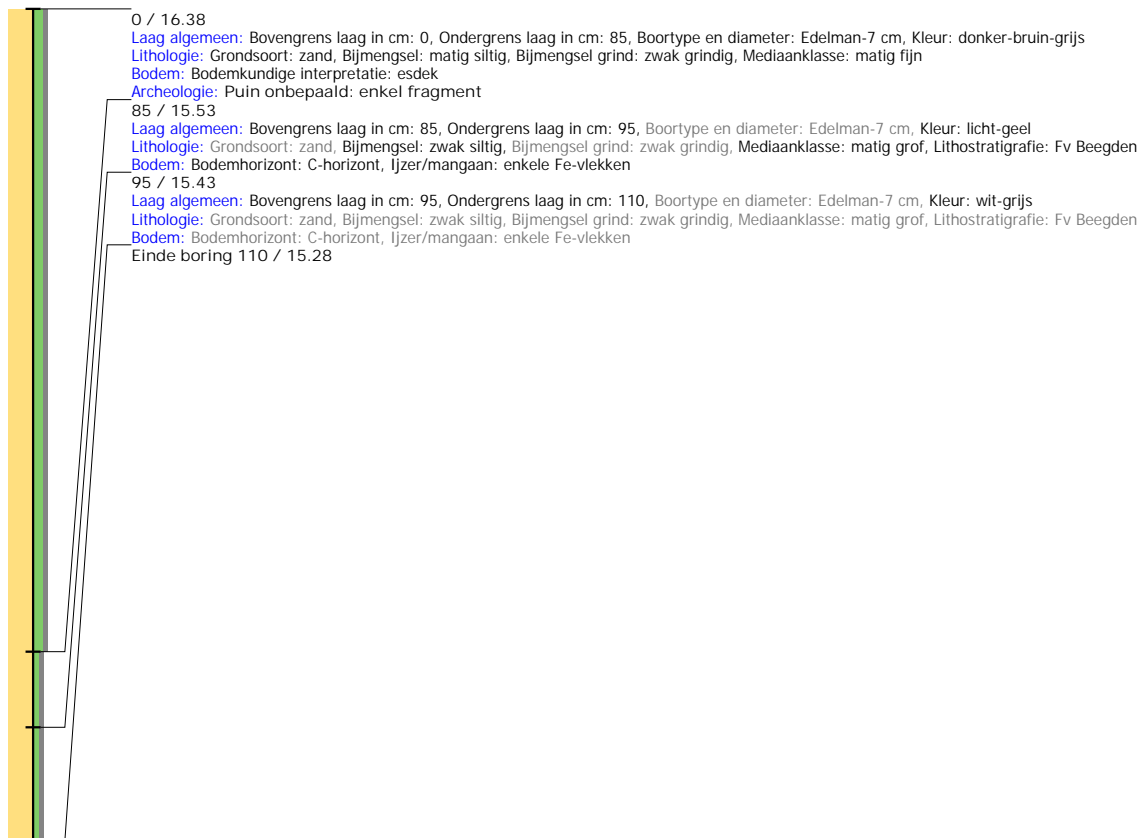 0 / 16.38
Laag algemeen: Bovengrens laag in cm: 0, Ondergrens laag in cm: 85, Boortype en diameter: Edelman-7 cm, Kleur: donker-bruin-grijs
Lithologie: Grondsoort: zand, Bijmengsel: matig siltig, Bijmengsel grind: zwak grindig, Mediaanklasse: matig fijn
Bodem: Bodemkundige interpretatie: esdek
Archeologie: Puin onbepaald: enkel fragment
85 / 15.53
Laag algemeen: Bovengrens laag in cm: 85, Ondergrens laag in cm: 95, Boortype en diameter: Edelman-7 cm, Kleur: licht-geel
Lithologie: Grondsoort: zand, Bijmengsel: zwak siltig, Bijmengsel grind: zwak grindig, Mediaanklasse: matig grof, Lithostratigrafie: Fv Beegden
Bodem: Bodemhorizont: C-horizont, Ijzer/mangaan: enkele Fe-vlekken
95 / 15.43
Laag algemeen: Bovengrens laag in cm: 95, Ondergrens laag in cm: 110, Boortype en diameter: Edelman-7 cm, Kleur: wit-grijs
Lithologie: Grondsoort: zand, Bijmengsel: zwak siltig, Bijmengsel grind: zwak grindig, Mediaanklasse: matig grof, Lithostratigrafie: Fv Beegden
Bodem: Bodemhorizont: C-horizont, Ijzer/mangaan: enkele Fe-vlekken
Einde boring 110 / 15.28